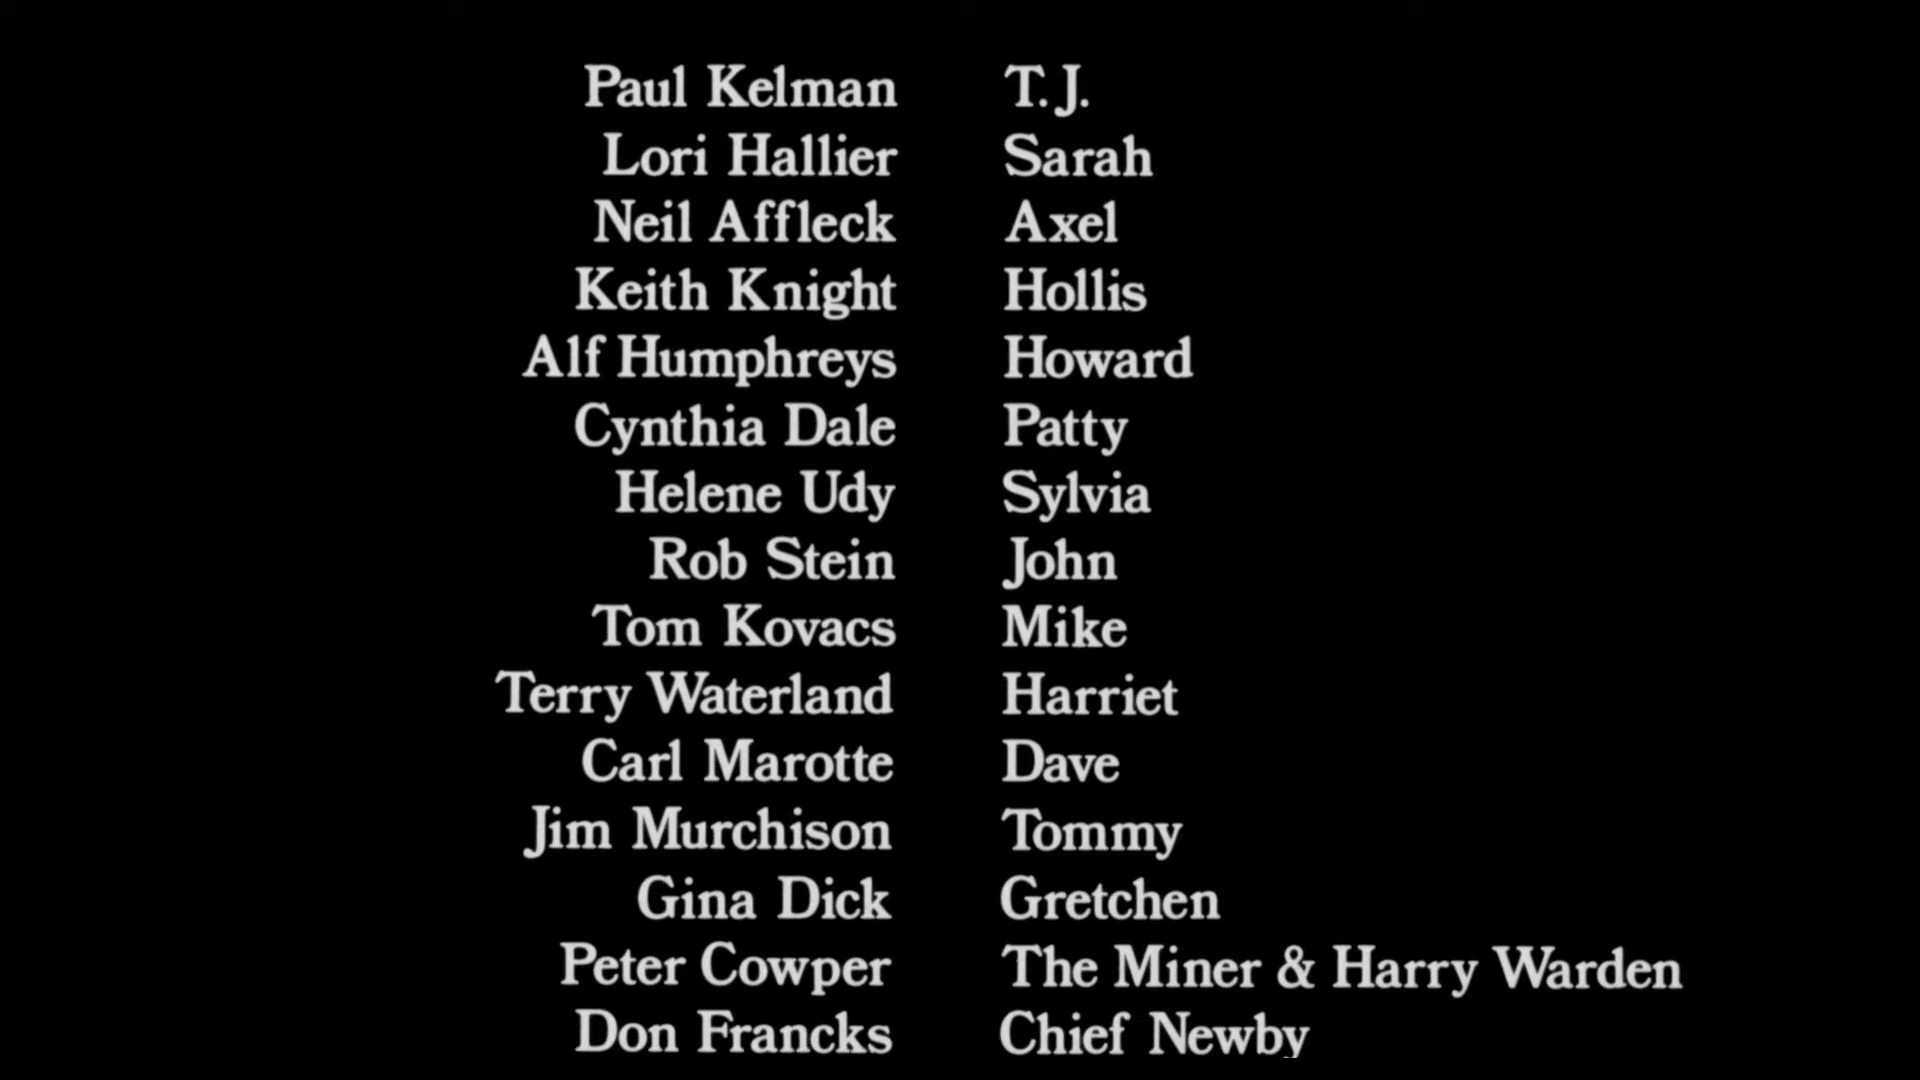 Paul Kelman T.J.
Lori Hallier Sarah
Neil Affleck Axel
Keith Knight Hollis
Alf Humphreys Howard
Cynthia Dale Patty
Helene Udy Sylvia
Rob Stein John
Tom Kovacs Mike
Terry Waterland Harriet
Carl Marotte Dave
Jim Murchison Tommy
Gina Dick Gretchen
Peter Cowper The Miner & Harry Warden
Don Francks Chief Newby